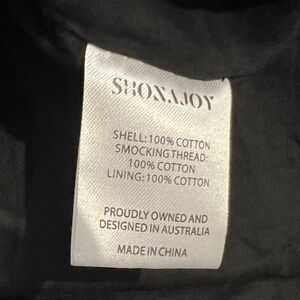 SHONAJOY
SHELL: 100% COTTON
SMOCKING THREAD:
100% COTTON
LINING: 100% COTTON
PROUDLY OWNED AND
DESIGNED IN AUSTRALIA
MADE IN CHINA